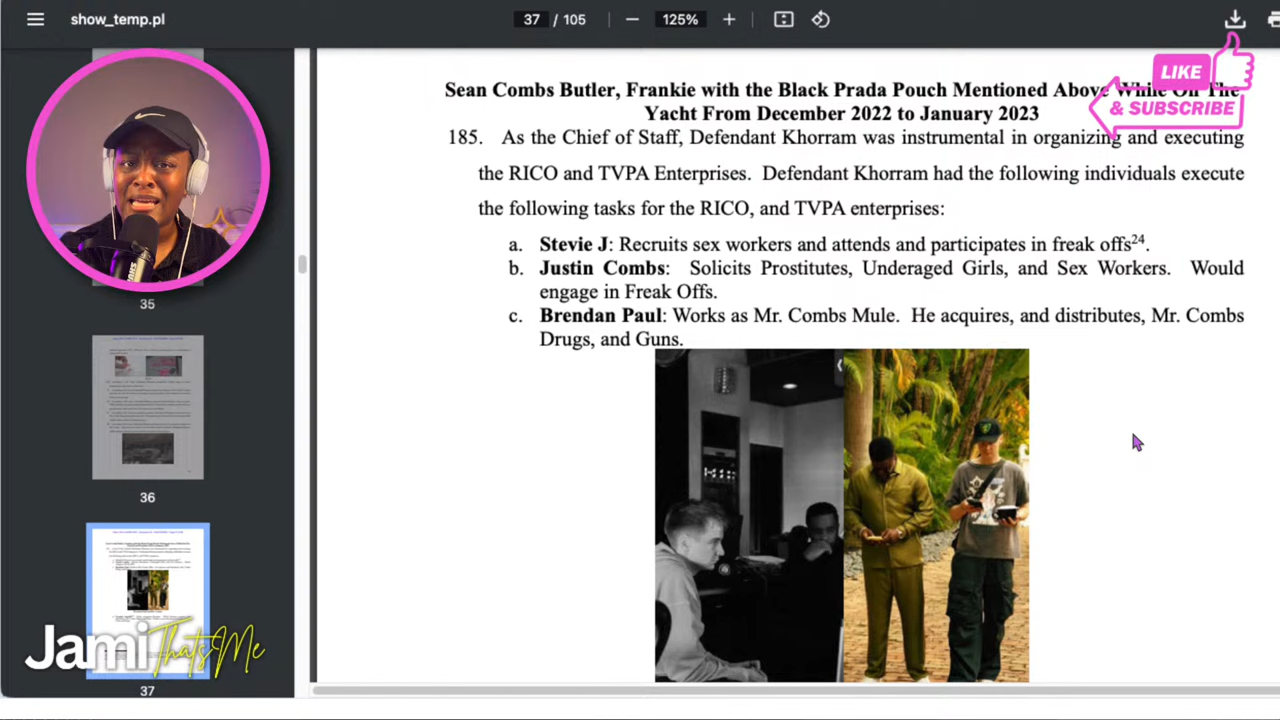 show_temp.pl
37 / 105
125%
LIKE
& SUBSCRIBE
Sean Combs Butler, Frankie with the Black Prada Pouch Mentioned Above While On The
Yacht From December 2022 to January 2023
185. As the Chief of Staff, Defendant Khorram was instrumental in organizing and executing
the RICO and TVPA Enterprises. Defendant Khorram had the following individuals execute
the following tasks for the RICO, and TVPA enterprises:
a. Stevie J: Recruits sex workers and attends and participates in freak offs24.
b. Justin Combs: Solicits Prostitutes, Underaged Girls, and Sex Workers. Would
engage in Freak Offs.
c. Brendan Paul: Works as Mr. Combs Mule. He acquires, and distributes, Mr. Combs
Drugs, and Guns.
35
36
37
Jami That'sMe